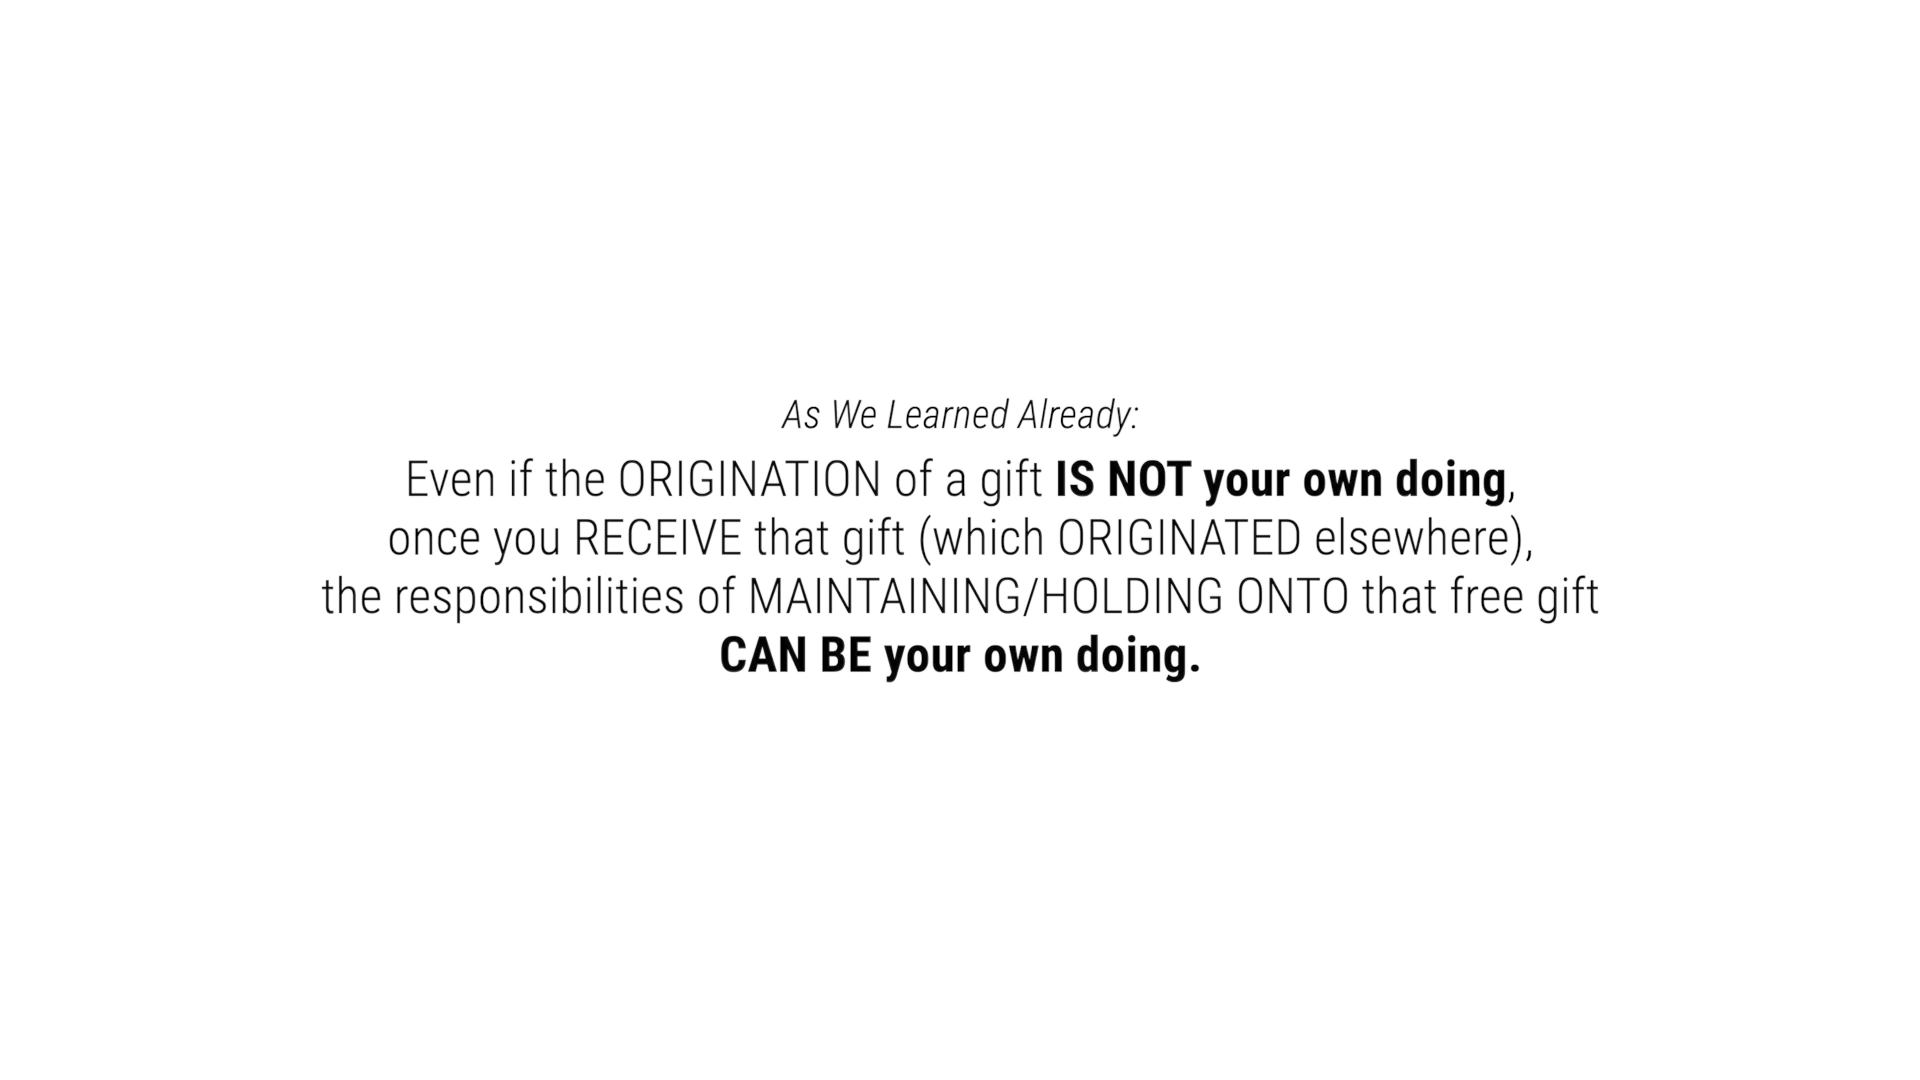 As We Learned Already:
Even if the ORIGINATION of a gift IS NOT your own doing,
once you RECEIVE that gift (which ORIGINATED elsewhere),
the responsibilities of MAINTAINING/HOLDING ONTO that free gift
CAN BE your own doing.